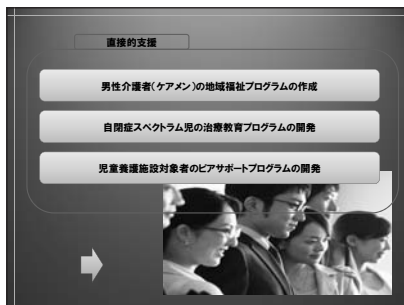 直接的支援
男性介護者(ケアメン)の地域福祉プログラムの作成
自閉症スペクトラム児の治療教育プログラムの開発
児童養護施設対象者のピアサポートプログラムの開発